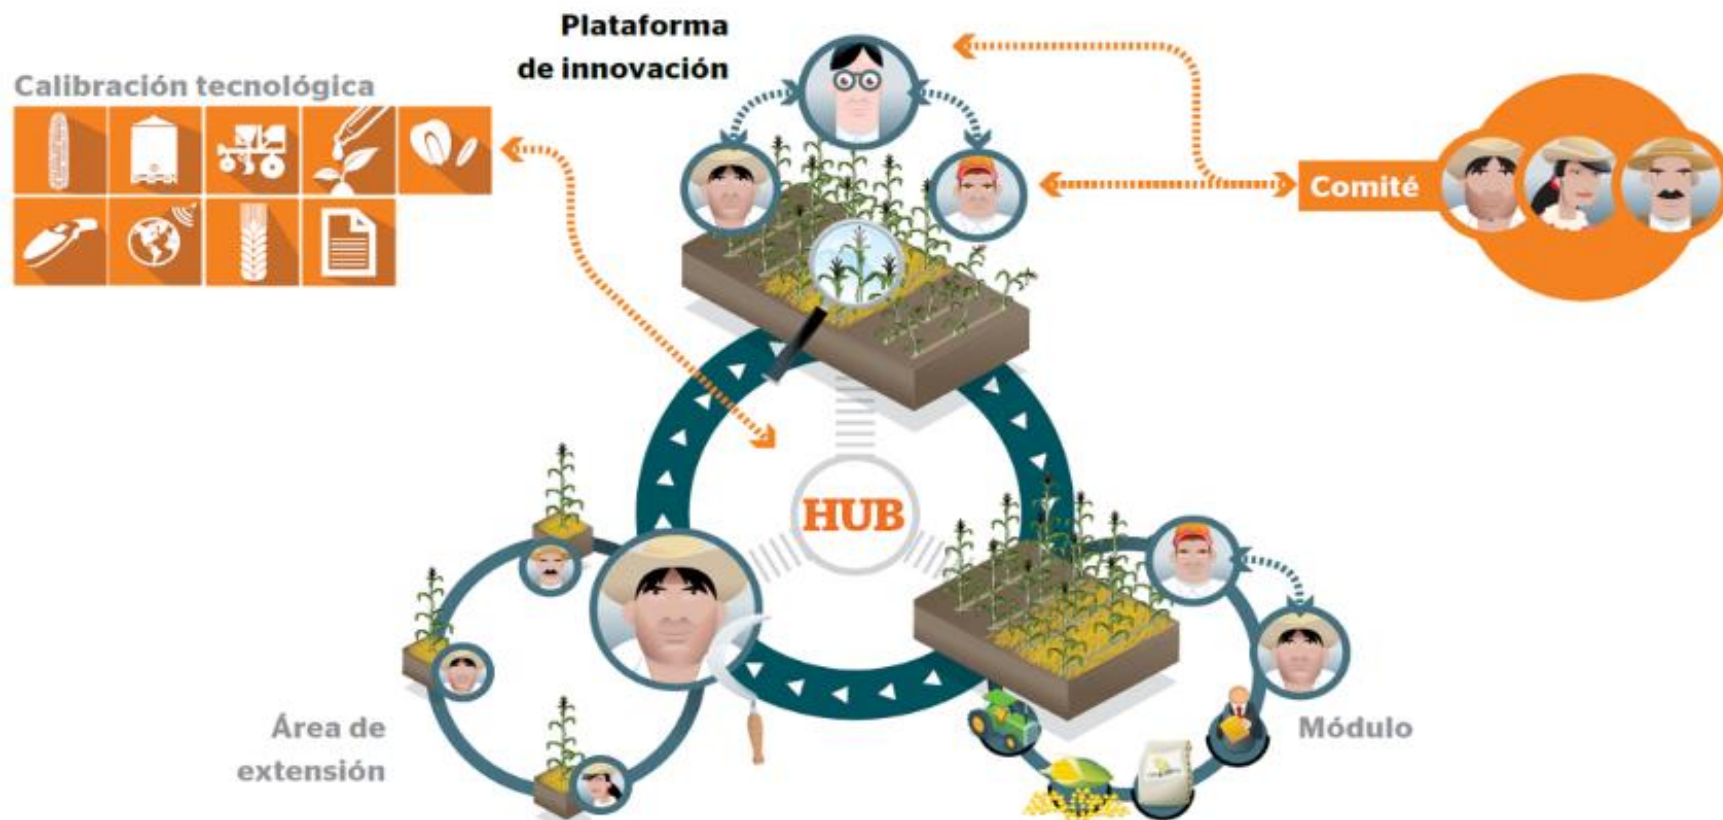 Plataforma
de innovación
Calibración tecnológica
Comité
HUB
Área de
extensión
Módulo